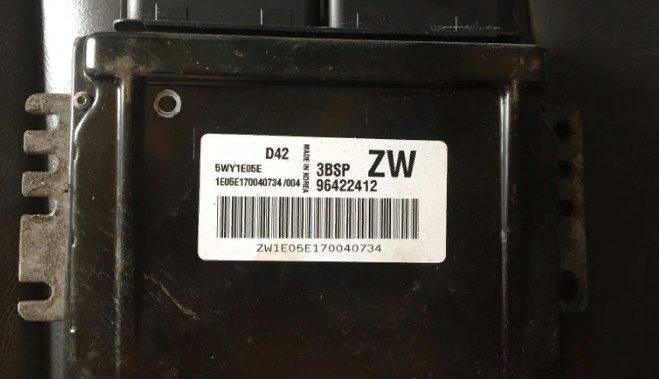 D42
5WY1E05E
1E05E170040734/004
MADE IN KOREA
3BSP
ZW
96422412
ZW1E05E170040734